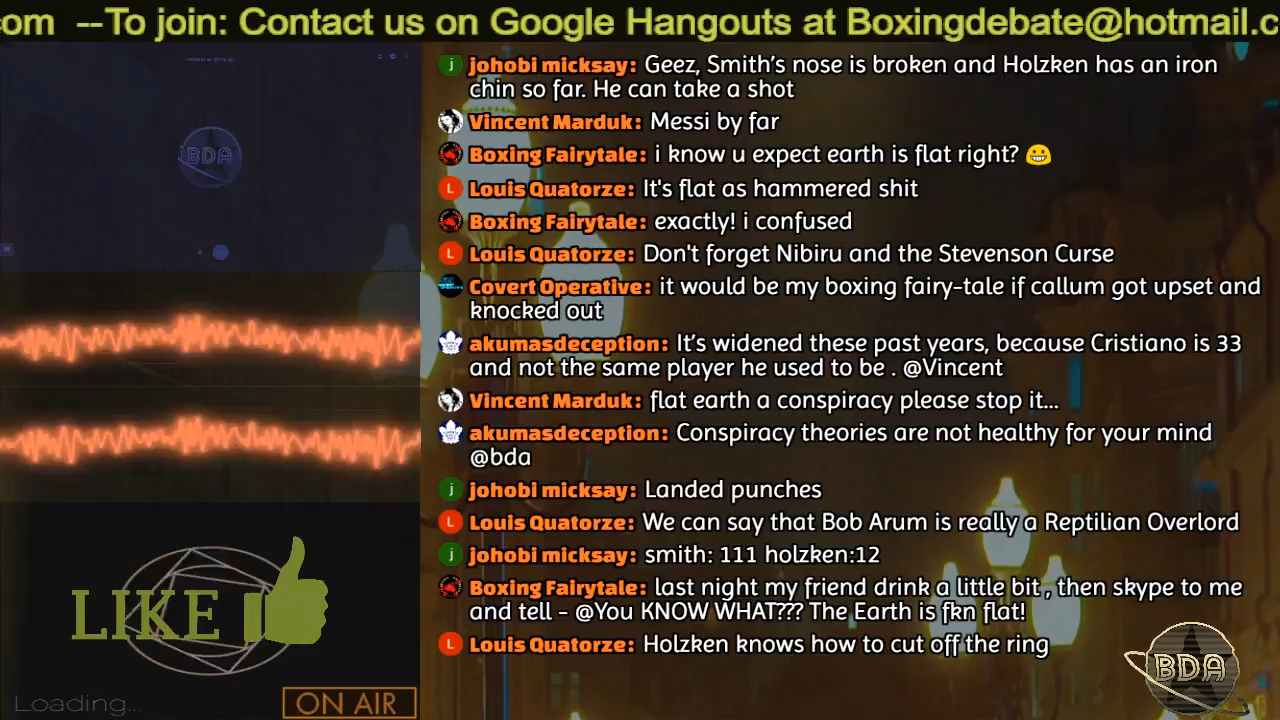 com --To join: Contact us on Google Hangouts at Boxingdebate@hotmail.c
BDA
johobi micksay: Geez, Smith's nose is broken and Holzken has an iron
chin so far. He can take a shot
Vincent Marduk: Messi by far
Boxing Fairytale: i know u expect earth is flat right? 😀
Louis Quatorze: It's flat as hammered shit
Boxing Fairytale: exactly! i confused
Louis Quatorze: Don't forget Nibiru and the Stevenson Curse
Covert Operative: it would be my boxing fairy-tale if callum got upset and
knocked out
akumasdeception: It's widened these past years, because Cristiano is 33
and not the same player he used to be . @Vincent
Vincent Marduk: flat earth a conspiracy please stop it...
akumasdeception: Conspiracy theories are not healthy for your mind
@bda
johobi micksay: Landed punches
Louis Quatorze: We can say that Bob Arum is really a Reptilian Overlord
johobi micksay: smith: 111 holzken:12
Boxing Fairytale: last night my friend drink a little bit , then skype to me
and tell - @You KNOW WHAT??? The Earth is fkn flat!
Louis Quatorze: Holzken knows how to cut off the ring
LIKE
Loading...
ON AIR
BDA